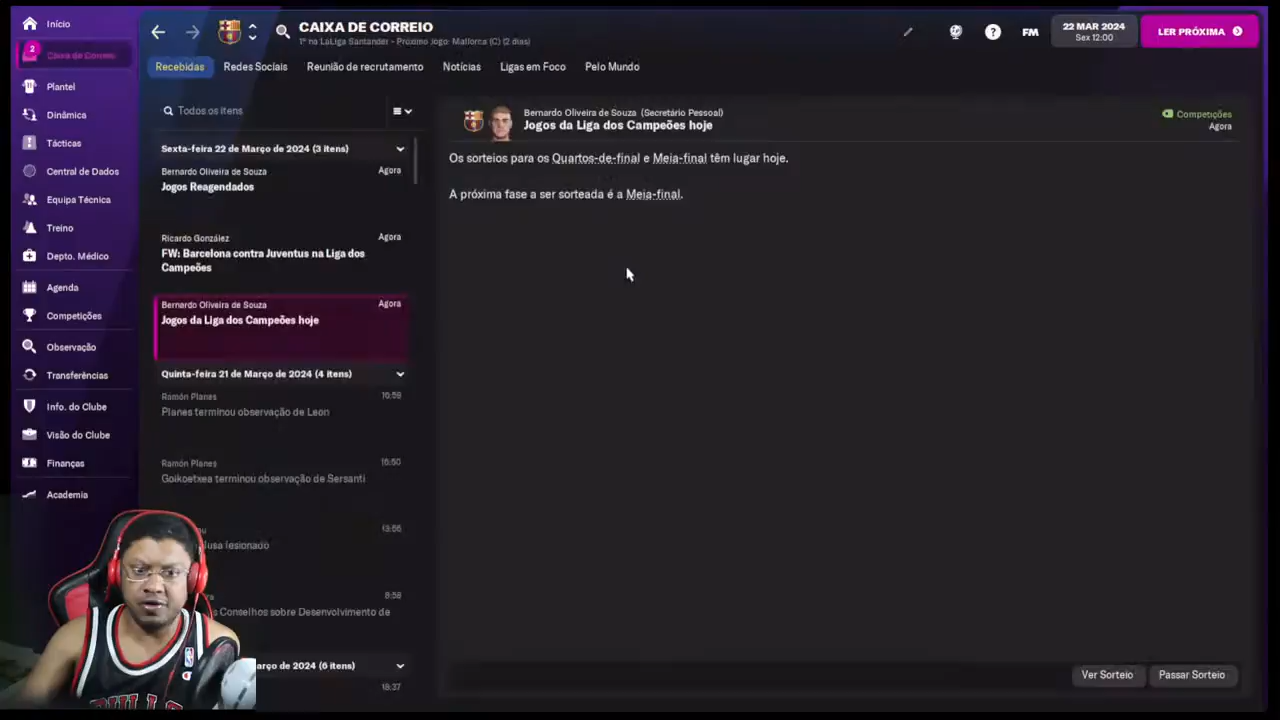 Início
2
Caixa de Correio
Plantel
Dinâmica
Tácticas
Central de Dados
Equipa Técnica
Treino
Depto. Médico
Agenda
Competições
Observação
Transferências
Info. do Clube
Visão do Clube
Finanças
Academia
CAIXA DE CORREIO
1º na LaLiga Santander - Próximo Jogo: Mallorca (C) (2 dias)
FM
22 MAR 2024
Sex 12:00
LER PRÓXIMA
Recebidas
Redes Sociais
Reunião de recrutamento
Notícias
Ligas em Foco
Pelo Mundo
Todos os itens
Sexta-feira 22 de Março de 2024 (3 itens)
Bernardo Oliveira de Souza
Agora
Jogos Reagendados
Ricardo González
Agora
FW: Barcelona contra Juventus na Liga dos
Campeões
Bernardo Oliveira de Souza
Agora
Jogos da Liga dos Campeões hoje
Quinta-feira 21 de Março de 2024 (4 itens)
Ramón Planes
16:59
Planes terminou observação de Leon
Ramón Planes
16:50
Goikoetxea terminou observação de Sersanti
13:56
lesionado
8:58
Conselhos sobre Desenvolvimento de
de 2024 (6 itens)
18:37
Bernardo Oliveira de Souza (Secretário Pessoal)
Jogos da Liga dos Campeões hoje
Competições
Agora
Os sorteios para os Quartos-de-final e Meia-final têm lugar hoje.
A próxima fase a ser sorteada é a Meia-final.
Ver Sorteio
Passar Sorteio